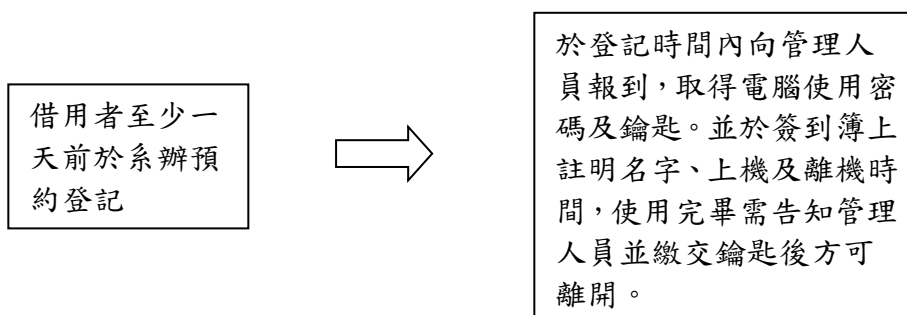 借用者至少一
天前於系辦預
約登記
於登記時間內向管理人
員報到，取得電腦使用密
碼及鑰匙。並於簽到簿上
註明名字、上機及離機時
間，使用完畢需告知管理
人員並繳交鑰匙後方可
離開。